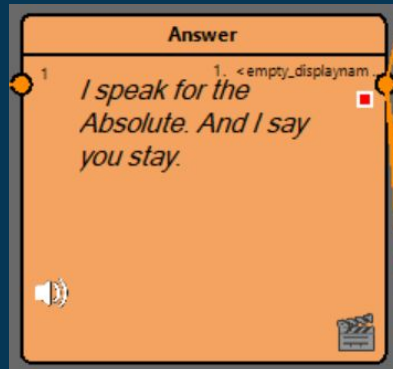 Answer
1
1. <empty_displaynam...
I speak for the
Absolute. And I say
you stay.